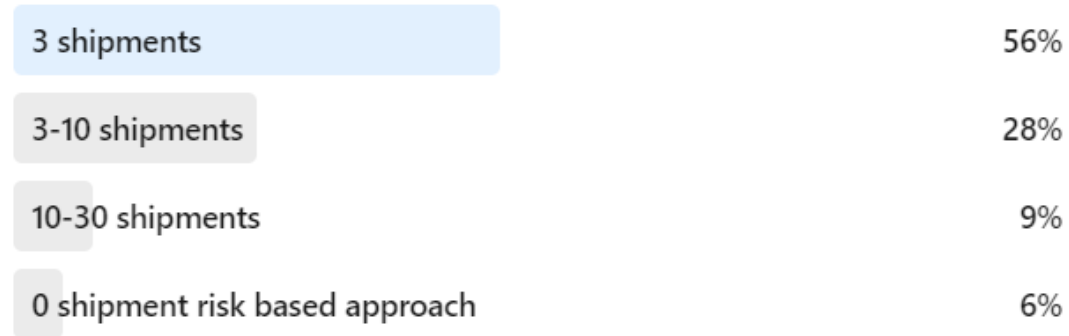 3 shipments 56%
3-10 shipments 28%
10-30 shipments 9%
0 shipment risk based approach 6%